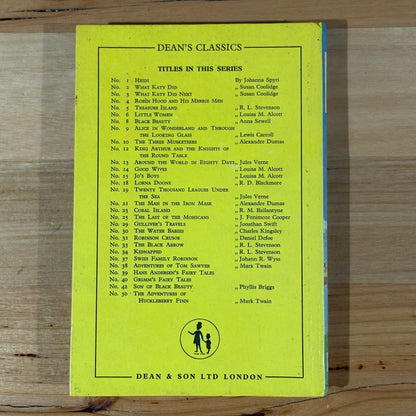 DEAN'S CLASSICS
TITLES IN THIS SERIES
No. 1 HEIDI By Johanna Spyri
No. 2 WHAT KATY DID „ Susan Coolidge
No. 3 WHAT KATY DID NEXT „ Susan Coolidge
No. 4 ROBIN HOOD AND HIS MERRIE MEN
No. 5 TREASURE ISLAND „ R. L. Stevenson
No. 6 LITTLE WOMEN „ Louisa M. Alcott
No. 8 BLACK BEAUTY „ Anna Sewell
No. 9 ALICE IN WONDERLAND AND THROUGH
THE LOOKING GLASS „ Lewis Carroll
No. 10 THE THREE MUSKETEERS „ Alexandre Dumas
No. 12 KING ARTHUR AND THE KNIGHTS OF
THE ROUND TABLE
No. 13 AROUND THE WORLD IN EIGHTY DAYS „ Jules Verne
No. 14 GOOD WIVES „ Louisa M. Alcott
No. 15 JO'S BOYS „ Louisa M. Alcott
No. 18 LORNA DOONE „ R. D. Blackmore
No. 19 TWENTY THOUSAND LEAGUES UNDER
THE SEA „ Jules Verne
No. 21 THE MAN IN THE IRON MASK „ Alexandre Dumas
No. 23 CORAL ISLAND „ R. M. Ballantyne
No. 25 THE LAST OF THE MOHICANS „ J. Fenimore Cooper
No. 29 GULLIVER'S TRAVELS „ Jonathan Swift
No. 30 THE WATER BABIES „ Charles Kingsley
No. 31 ROBINSON CRUSOE „ Daniel Defoe
No. 33 THE BLACK ARROW „ R. L. Stevenson
No. 34 KIDNAPPED „ R. L. Stevenson
No. 37 SWISS FAMILY ROBINSON „ Johann R. Wyss
No. 38 ADVENTURES OF TOM SAWYER „ Mark Twain
No. 39 HANS ANDERSEN'S FAIRY TALES
No. 40 GRIMM'S FAIRY TALES
No. 42 SON OF BLACK BEAUTY „ Phyllis Briggs
No. 50 THE ADVENTURES OF
HUCKLEBERRY FINN „ Mark Twain
DEAN & SON LTD LONDON